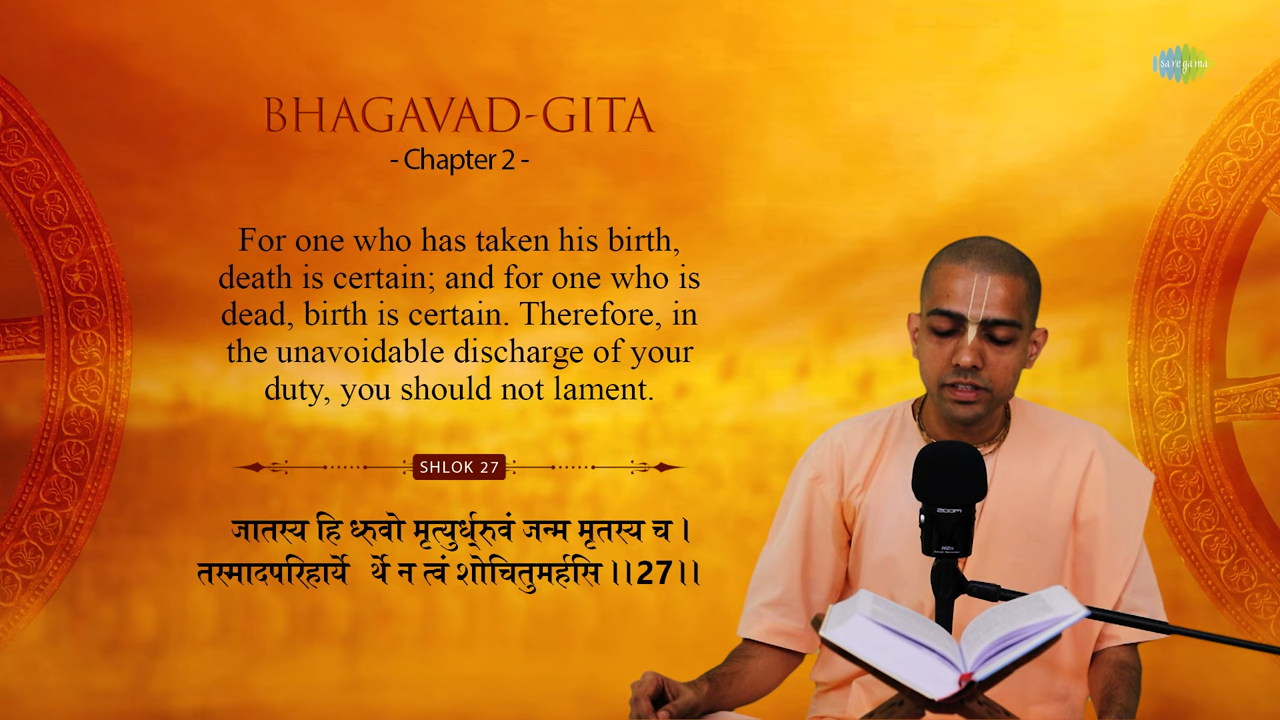 saregama
BHAGAVAD-GITA
- Chapter 2 -
For one who has taken his birth,
death is certain; and for one who is
dead, birth is certain. Therefore, in
the unavoidable discharge of your
duty, you should not lament.
SHLOK 27
जातस्य हि ध्रुवो मृत्युर्ध्रुवं जन्म मृतस्य च ।
तस्मादपरिहार्ये र्थे न त्वं शोचितुमर्हसि ।।27।।
zoom